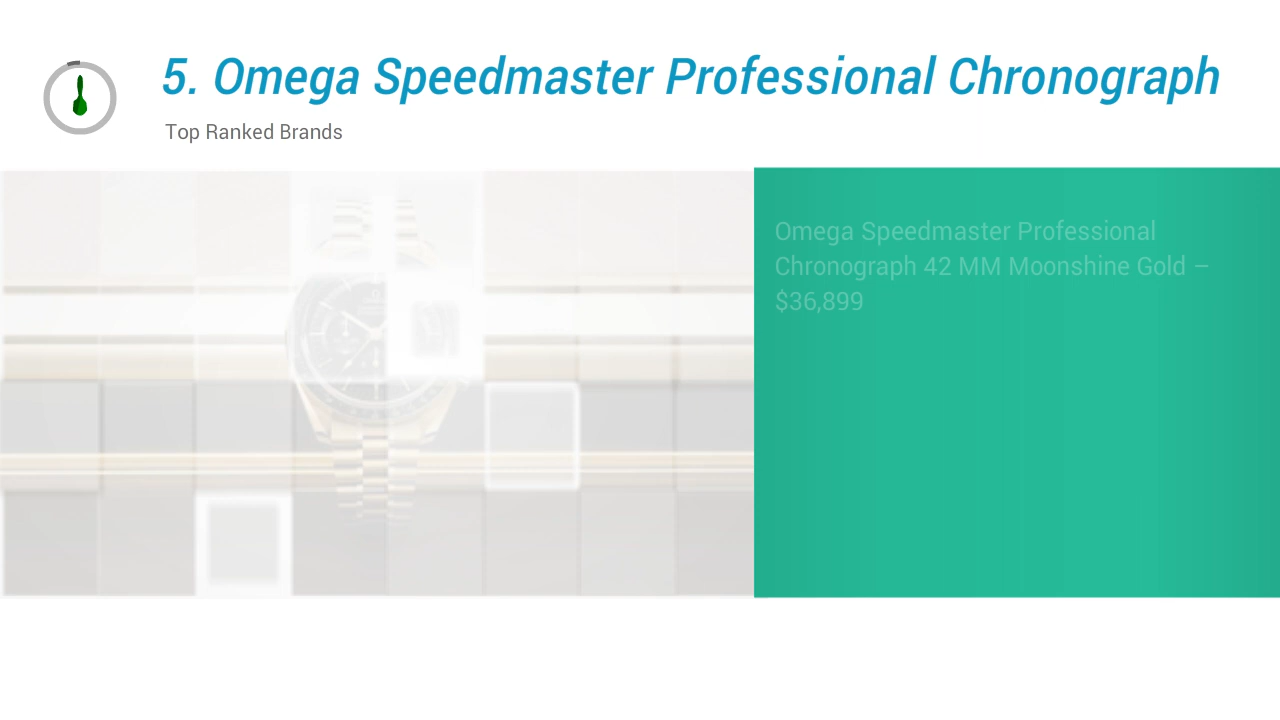 5. Omega Speedmaster Professional Chronograph
Top Ranked Brands
Omega Speedmaster Professional
Chronograph 42 MM Moonshine Gold –
$36,899